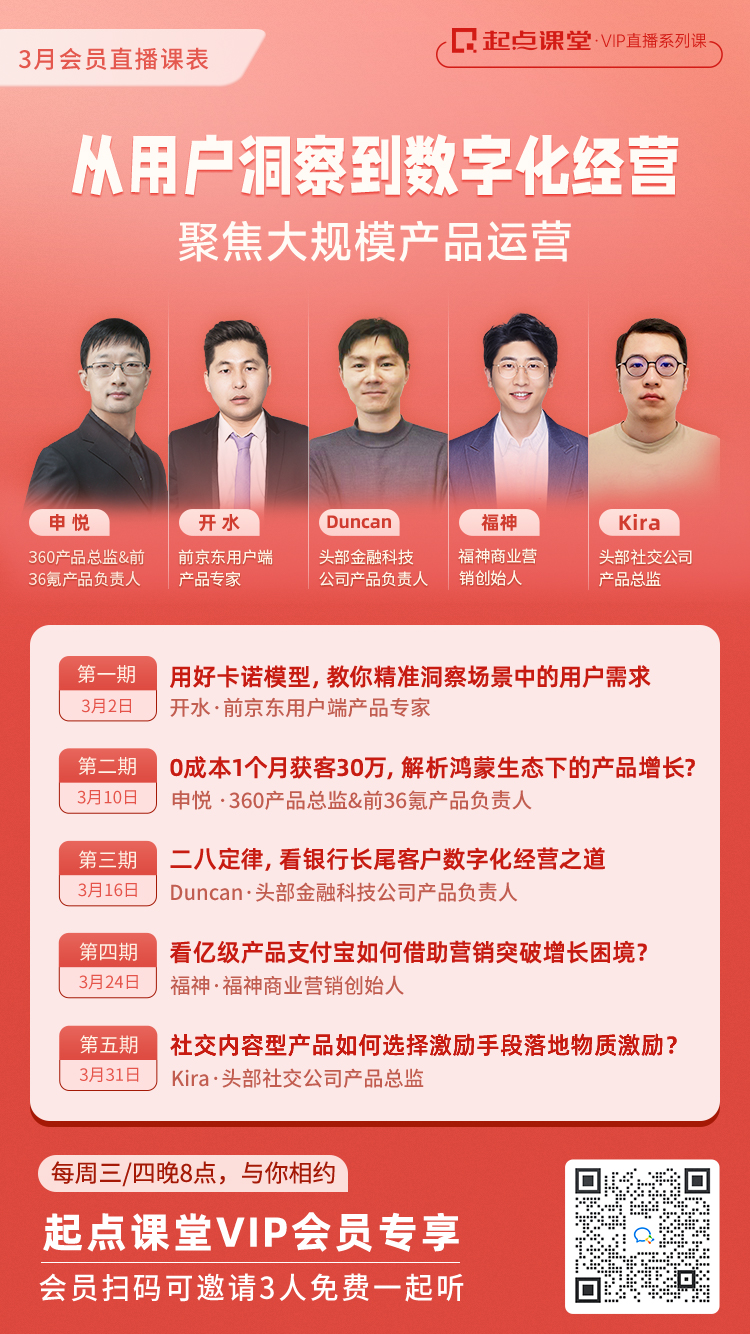 3月会员直播课表
起点课堂·VIP直播系列课
从用户洞察到数字化经营
聚焦大规模产品运营
申悦
360产品总监&前
36氪产品负责人
开水
前京东用户端
产品专家
Duncan
头部金融科技
公司产品负责人
福神
福神商业营
销创始人
Kira
头部社交公司
产品总监
第一期
3月2日
用好卡诺模型, 教你精准洞察场景中的用户需求
开水·前京东用户端产品专家
第二期
3月10日
0成本1个月获客30万, 解析鸿蒙生态下的产品增长?
申悦 ·360产品总监&前36氪产品负责人
第三期
3月16日
二八定律, 看银行长尾客户数字化经营之道
Duncan·头部金融科技公司产品负责人
第四期
3月24日
看亿级产品支付宝如何借助营销突破增长困境?
福神·福神商业营销创始人
第五期
3月31日
社交内容型产品如何选择激励手段落地物质激励?
Kira·头部社交公司产品总监
每周三/四晚8点，与你相约
起点课堂VIP会员专享
会员扫码可邀请3人免费一起听